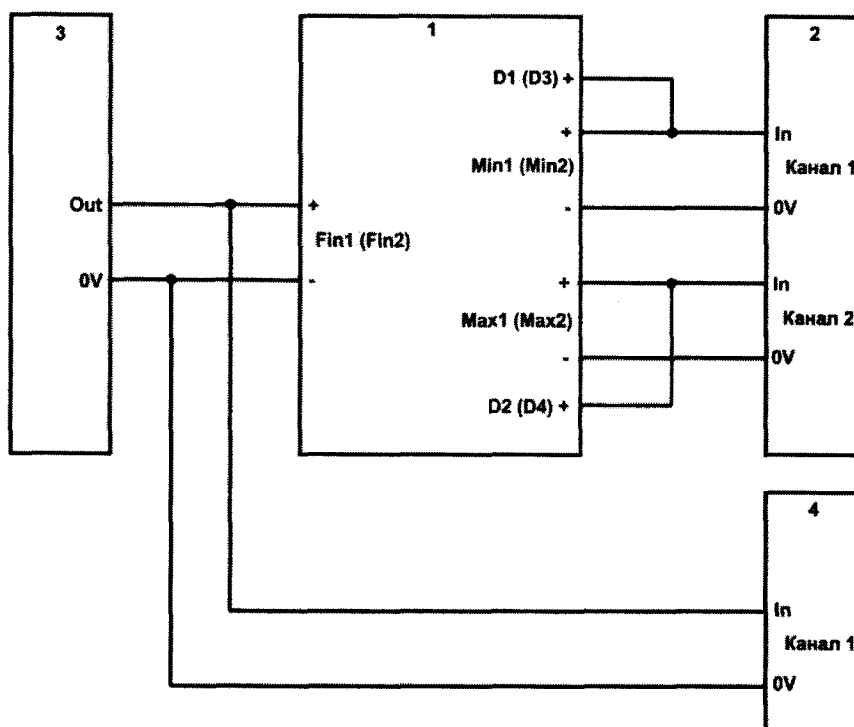 3
Out
0V
1
D1 (D3) +
+
Min1 (Min2)
-
+
Fin1 (Fin2)
-
+
Max1 (Max2)
-
D2 (D4) +
2
In
Канал 1
0V
In
Канал 2
0V
4
In
Канал 1
0V